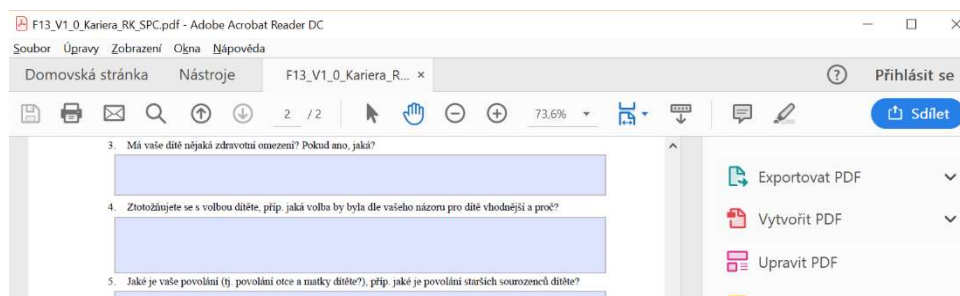 F13_V1_0_Kariera_RK_SPC.pdf - Adobe Acrobat Reader DC
Soubor Úpravy Zobrazení Okna Nápověda
Domovská stránka Nástroje F13_V1_0_Kariera_R... × Přihlásit se
2 / 2 73,6% Sdílet
3. Má vaše dítě nějaká zdravotní omezení? Pokud ano, jaká?
Exportovat PDF
4. Ztotožňujete se s volbou dítěte, příp. jaká volba by byla dle vašeho názoru pro dítě vhodnější a proč?
Vytvořit PDF
Upravit PDF
5. Jaké je vaše povolání (tj. povolání otce a matky dítěte?), příp. jaké je povolání starších sourozenců dítěte?